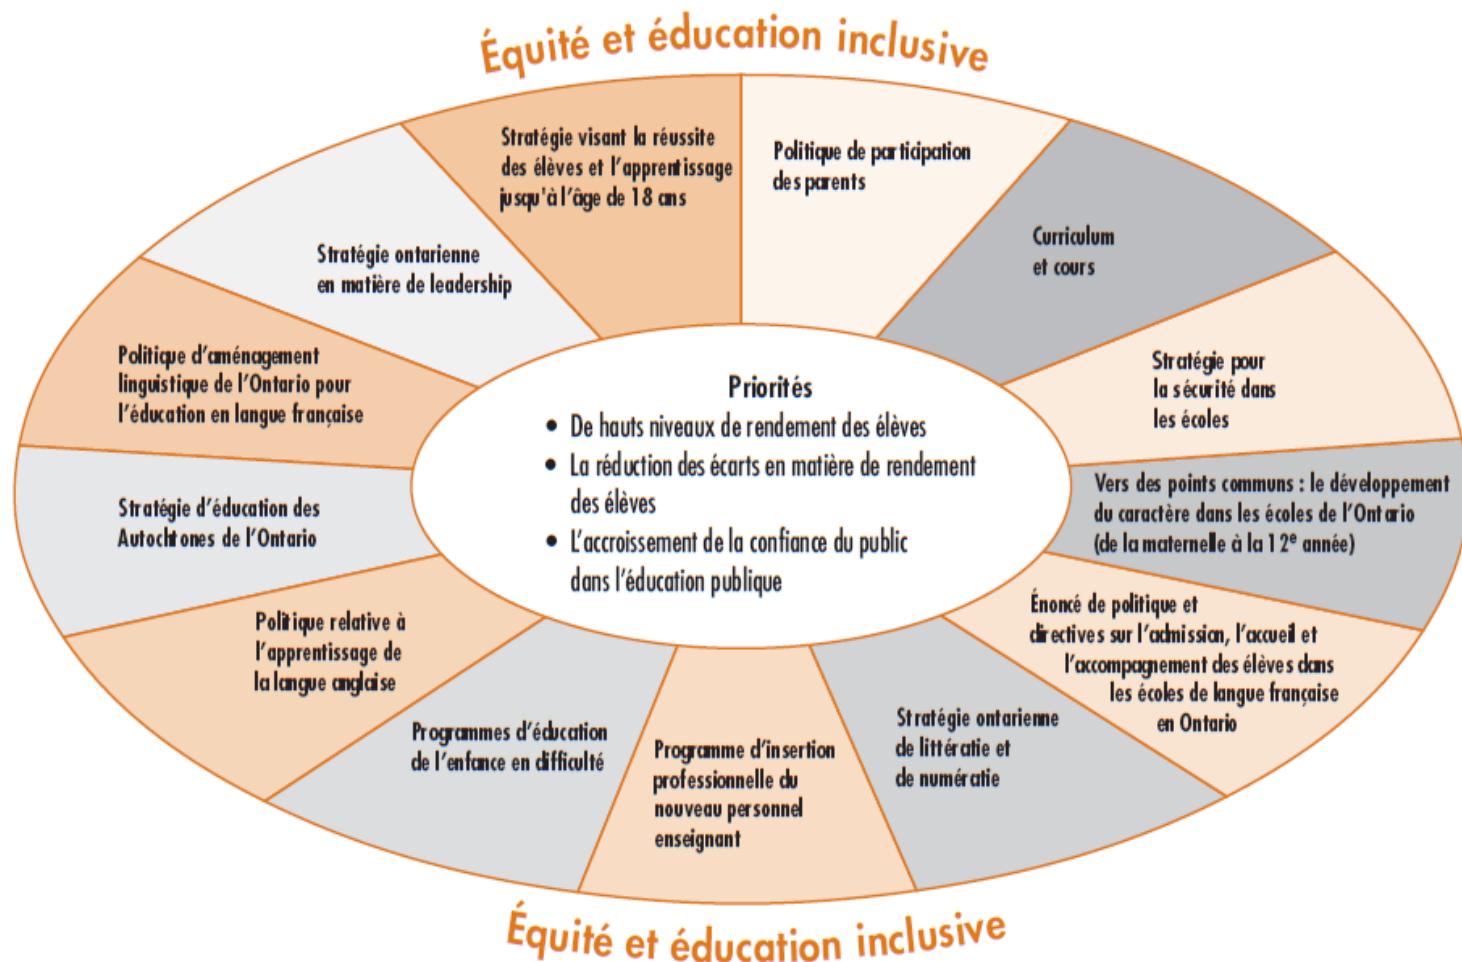 Équité et éducation inclusive
Stratégie visant la réussite
des élèves et l'apprentissage
jusqu'à l'âge de 18 ans
Politique de participation
des parents
Curriculum
et cours
Stratégie pour
la sécurité dans
les écoles
Vers des points communs : le développement
du caractère dans les écoles de l'Ontario
(de la maternelle à la 12e année)
Énoncé de politique et
directives sur l'admission, l'accueil et
l'accompagnement des élèves dans
les écoles de langue française
en Ontario
Stratégie ontarienne
de littératie et
de numératie
Programme d'insertion
professionnelle du
nouveau personnel
enseignant
Programmes d'éducation
de l'enfance en difficulté
Politique relative à
l'apprentissage de
la langue anglaise
Stratégie d'éducation des
Autochtones de l'Ontario
Politique d'aménagement
linguistique de l'Ontario pour
l'éducation en langue française
Stratégie ontarienne
en matière de leadership
Priorités
• De hauts niveaux de rendement des élèves
• La réduction des écarts en matière de rendement
des élèves
• L'accroissement de la confiance du public
dans l'éducation publique
Équité et éducation inclusive